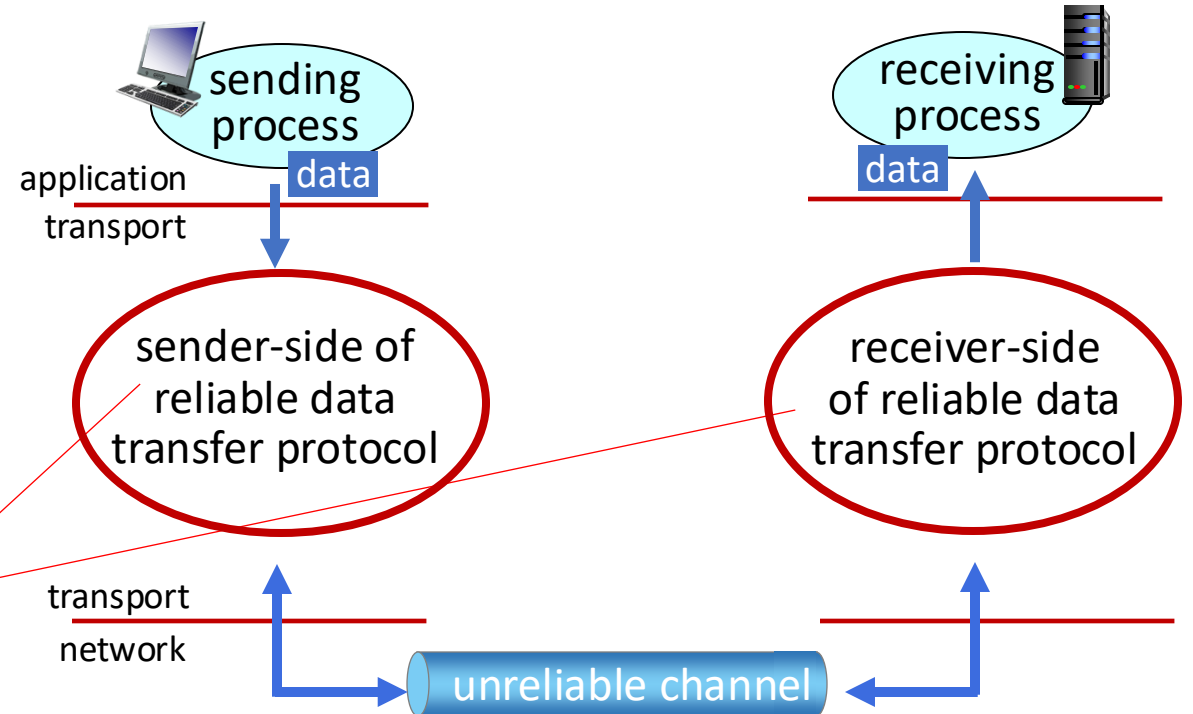 sending
process
data
receiving
process
data
application
transport
sender-side of
reliable data
transfer protocol
receiver-side
of reliable data
transfer protocol
transport
network
unreliable channel